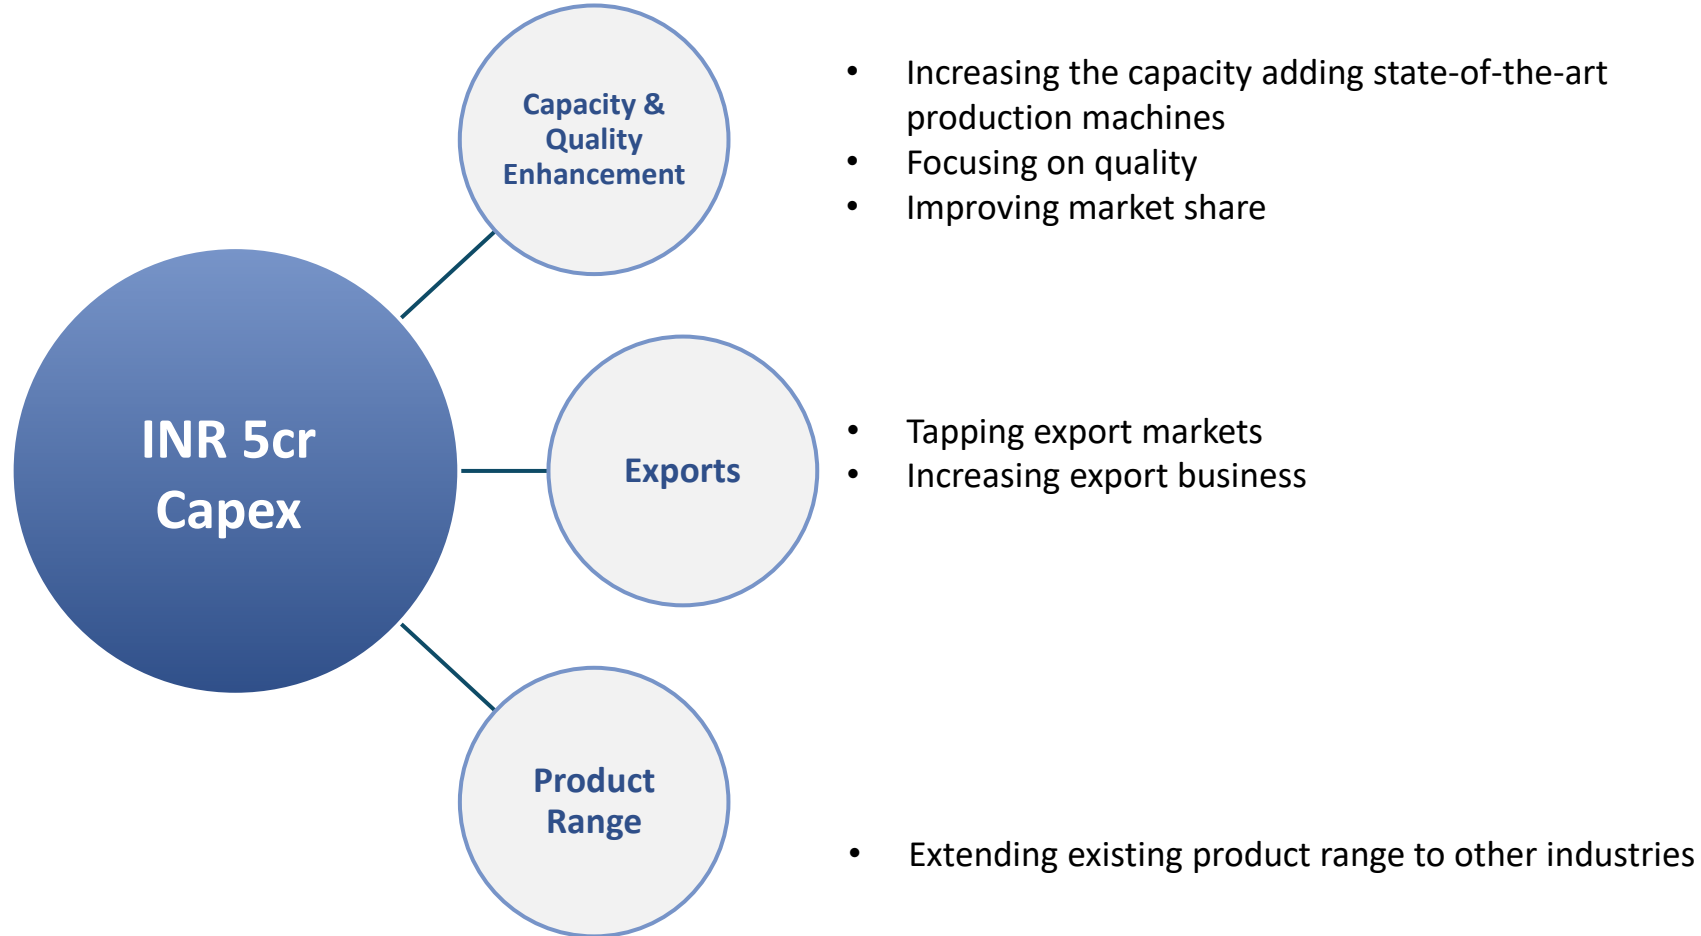 INR 5cr
Capex
Capacity &
Quality
Enhancement
• Increasing the capacity adding state-of-the-art
production machines
• Focusing on quality
• Improving market share
Exports
• Tapping export markets
• Increasing export business
Product
Range
• Extending existing product range to other industries